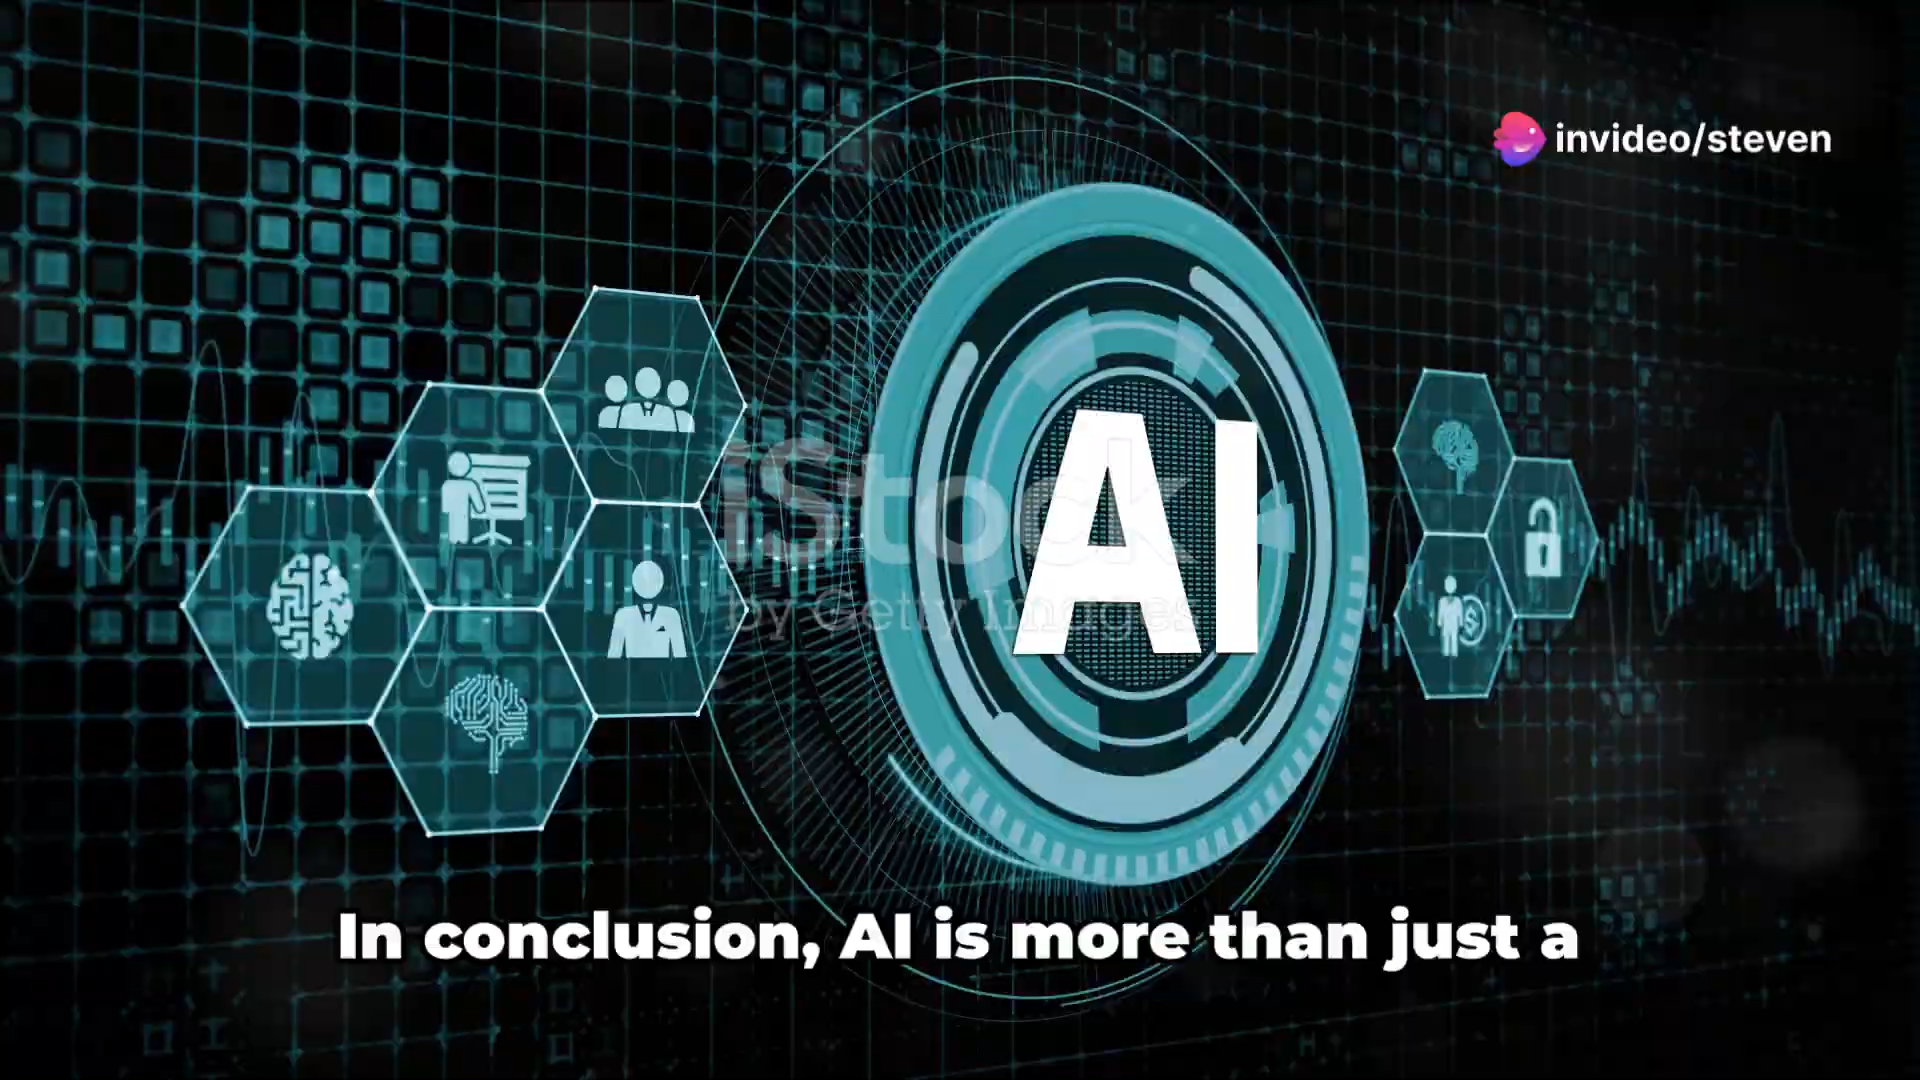 invideo/steven
iStock
by Getty Images
AI
In conclusion, AI is more than just a